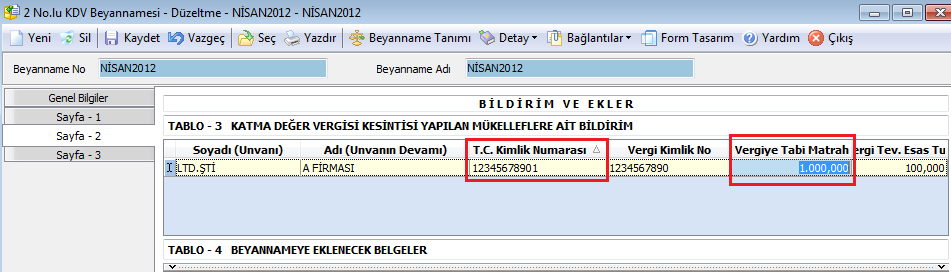 2 No.lu KDV Beyannamesi - Düzeltme - NİSAN2012 - NİSAN2012
Yeni Sil Kaydet Vazgeç Seç Yazdır Beyanname Tanımı Detay Bağlantılar Form Tasarım Yardım Çıkış
Beyanname No NİSAN2012 Beyanname Adı NİSAN2012
Genel Bilgiler
Sayfa - 1
Sayfa - 2
Sayfa - 3
BİLDİRİM VE EKLER
TABLO - 3 KATMA DEĞER VERGİSİ KESİNTİSİ YAPILAN MÜKELLEFLERE AİT BİLDİRİM
Soyadı (Unvanı) Adı (Unvanın Devamı) T.C. Kimlik Numarası Vergi Kimlik No Vergiye Tabi Matrah ergi Tev. Esas Tu
LTD.ŞTİ A FİRMASI 12345678901 1234567890 1.000,000 100,000
TABLO - 4 BEYANNAMEYE EKLENECEK BELGELER